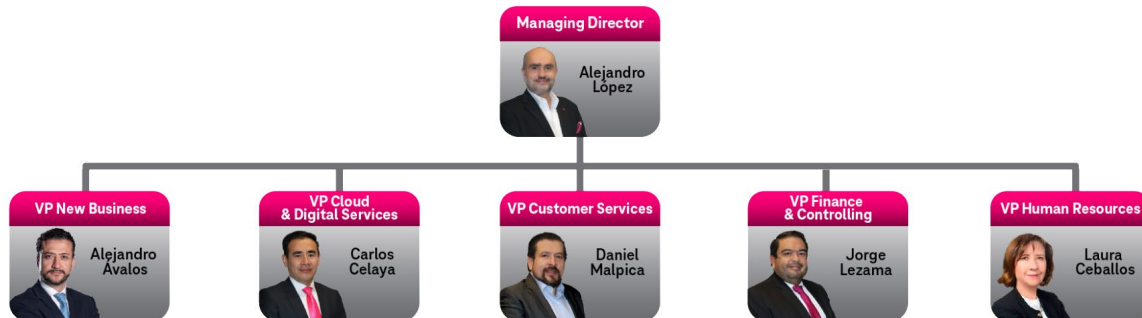 Managing Director
Alejandro
López
VP New Business
Alejandro
Ávalos
VP Cloud
& Digital Services
Carlos
Celaya
VP Customer Services
Daniel
Malpica
VP Finance
& Controlling
Jorge
Lezama
VP Human Resources
Laura
Ceballos